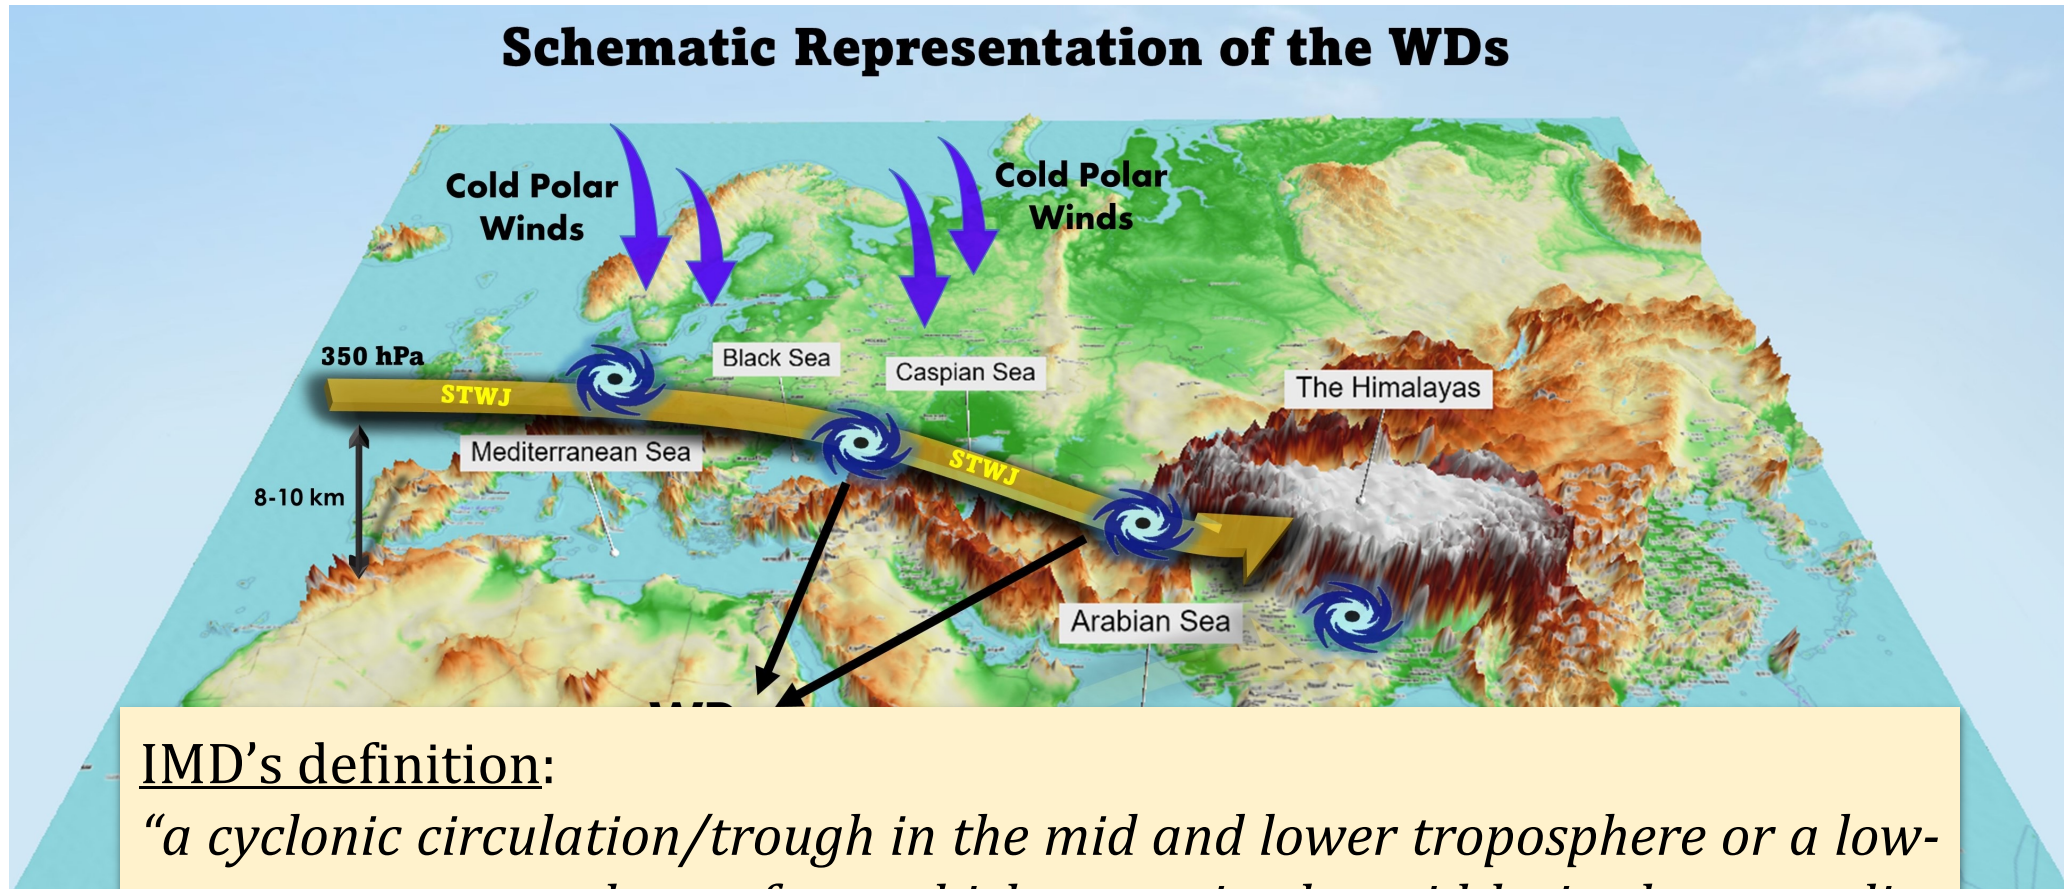 Schematic Representation of the WDs
Cold Polar
Winds
Cold Polar
Winds
350 hPa
STWJ
Black Sea
Caspian Sea
The Himalayas
Mediterranean Sea
STWJ
8-10 km
Arabian Sea
IMD’s definition:
“a cyclonic circulation/trough in the mid and lower troposphere or a low-